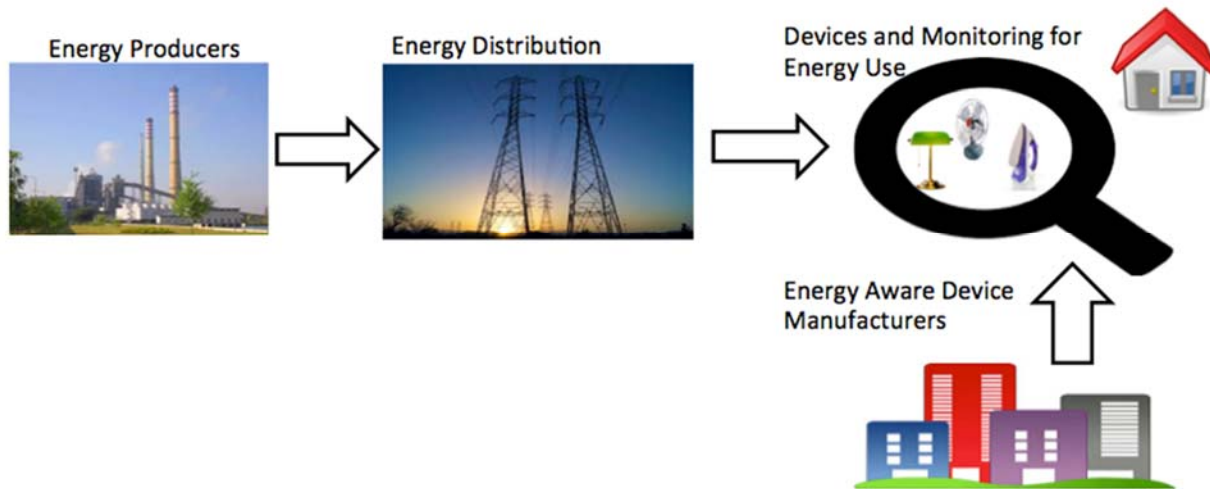 Energy Producers
Energy Distribution
Devices and Monitoring for
Energy Use
Energy Aware Device
Manufacturers